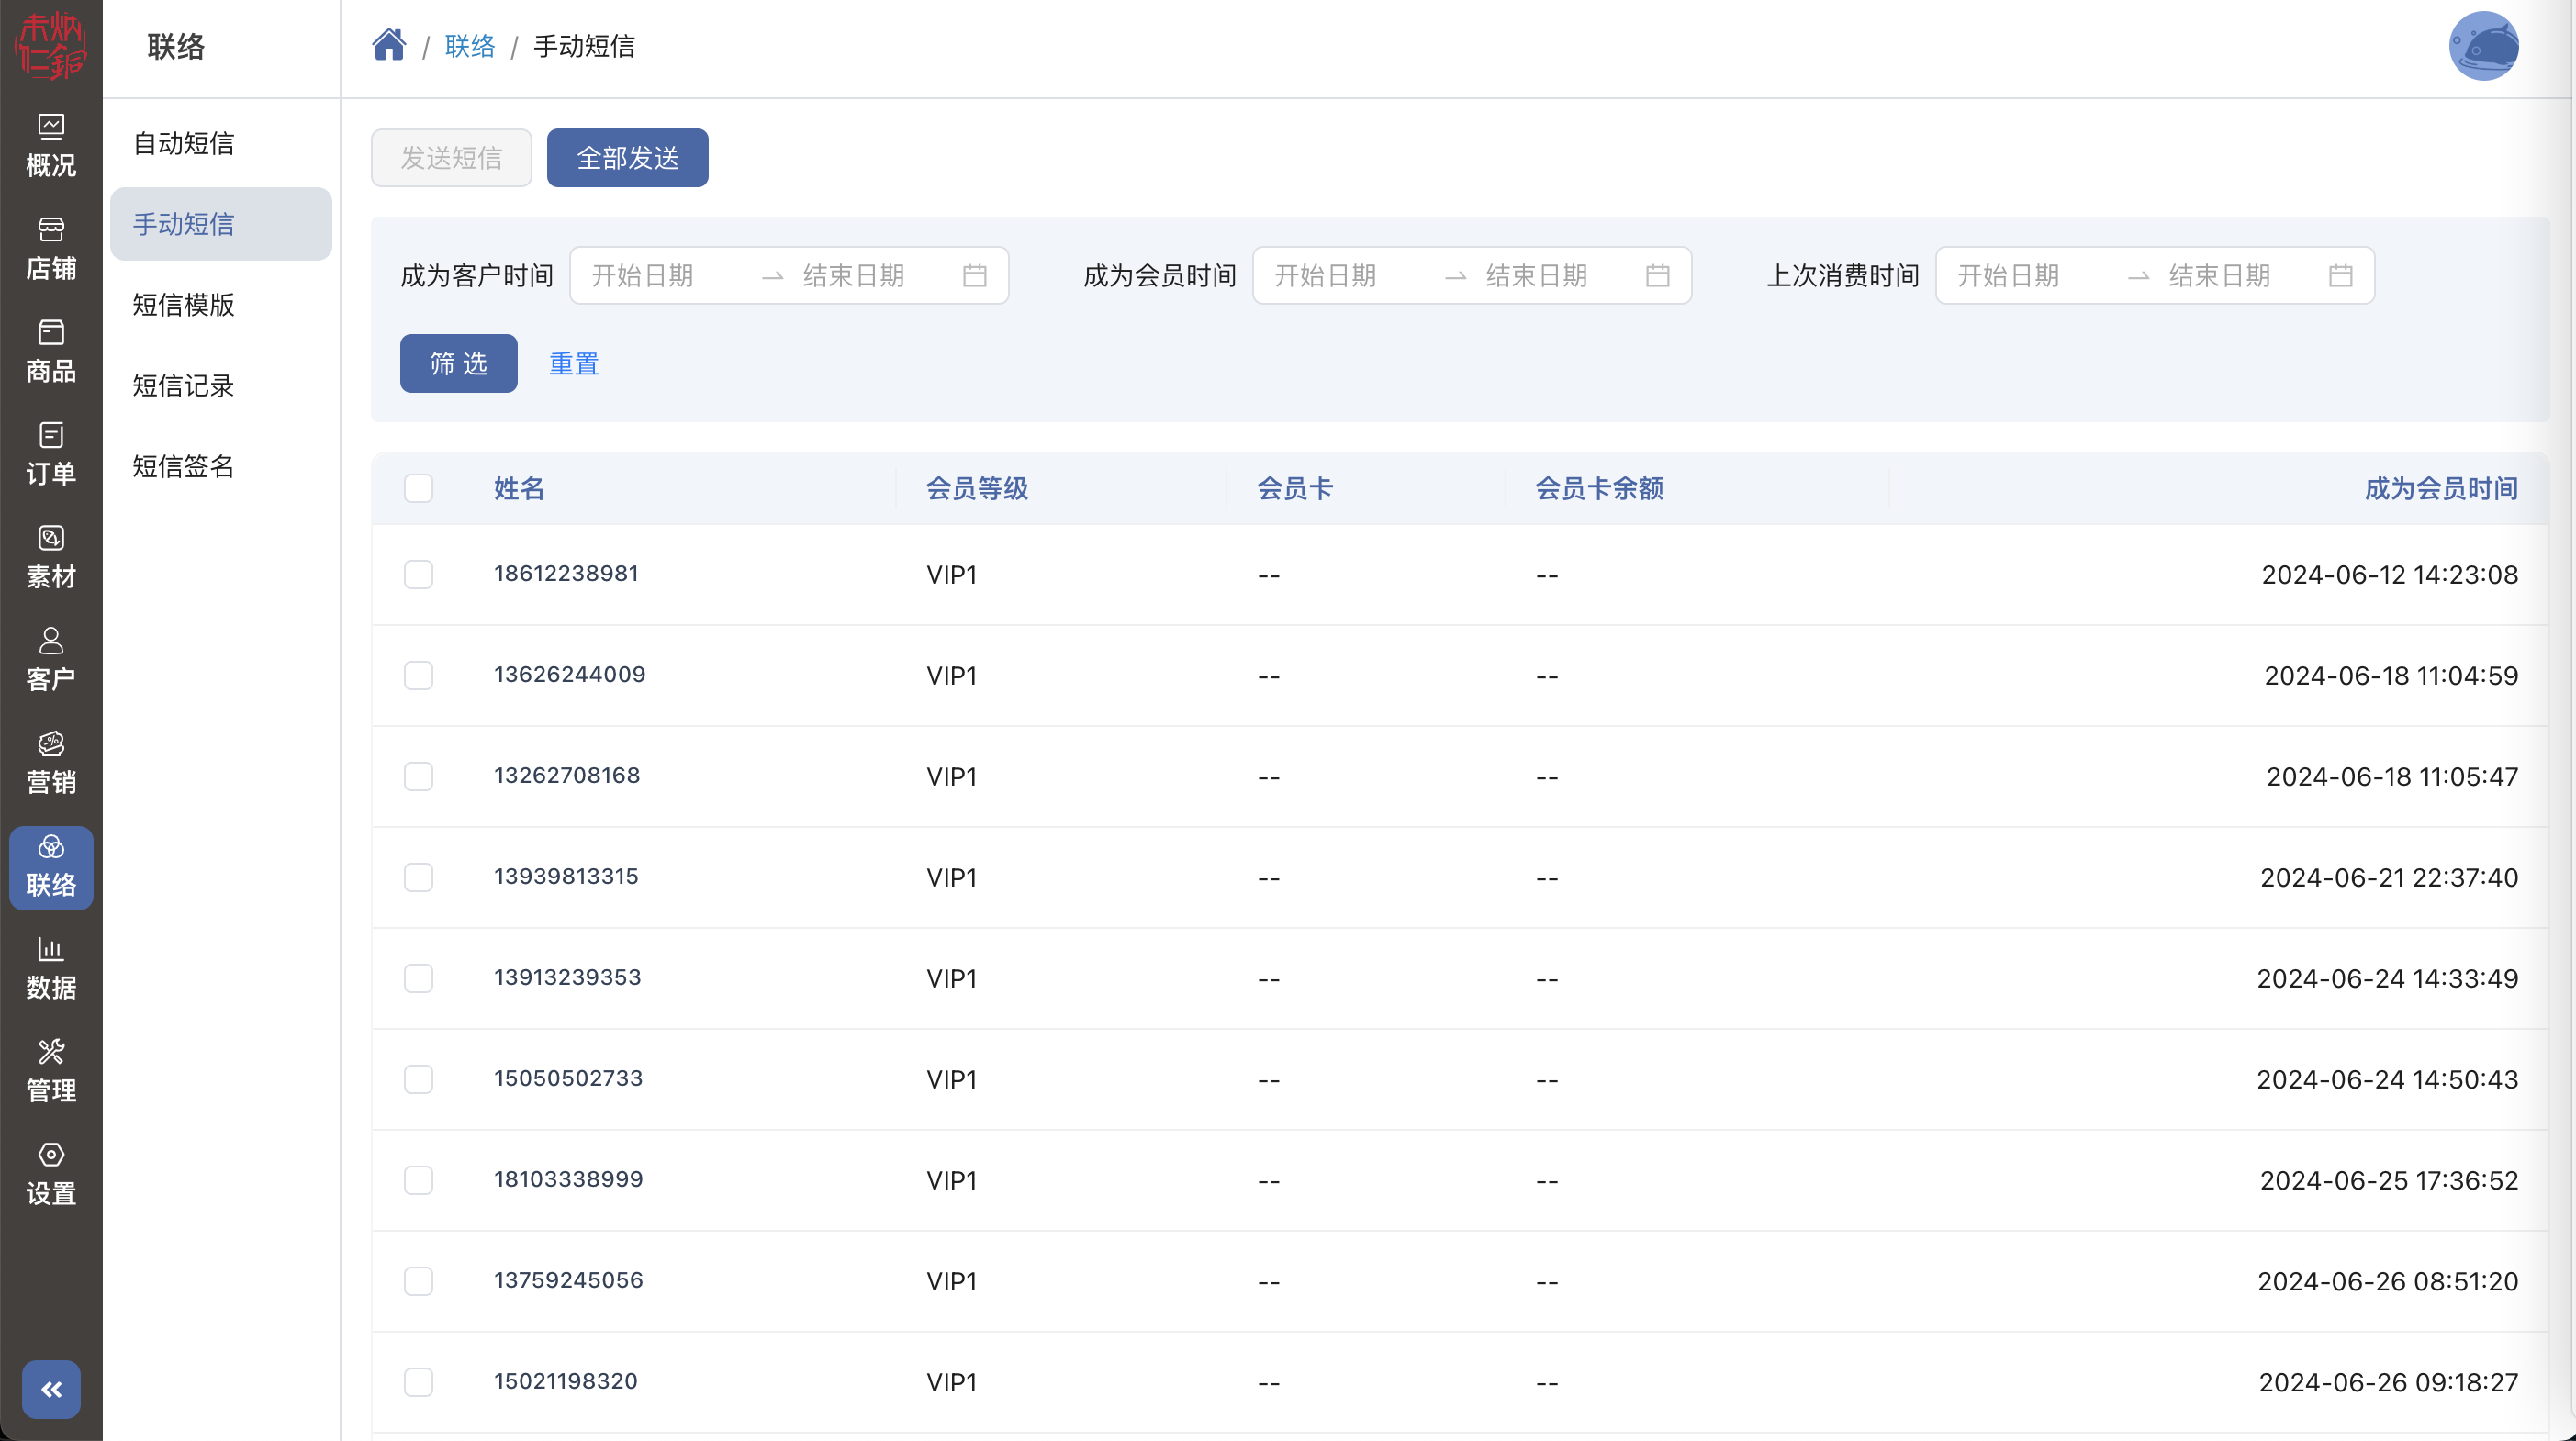 未炳
仁銅
联络
/ 联络 / 手动短信
概况
店铺
商品
订单
素材
客户
营销
联络
数据
管理
设置
自动短信
手动短信
短信模版
短信记录
短信签名
发送短信 全部发送
成为客户时间 开始日期 结束日期 成为会员时间 开始日期 结束日期 上次消费时间 开始日期 结束日期
筛 选 重置
姓名 会员等级 会员卡 会员卡余额 成为会员时间
18612238981 VIP1 -- -- 2024-06-12 14:23:08
13626244009 VIP1 -- -- 2024-06-18 11:04:59
13262708168 VIP1 -- -- 2024-06-18 11:05:47
13939813315 VIP1 -- -- 2024-06-21 22:37:40
13913239353 VIP1 -- -- 2024-06-24 14:33:49
15050502733 VIP1 -- -- 2024-06-24 14:50:43
18103338999 VIP1 -- -- 2024-06-25 17:36:52
13759245056 VIP1 -- -- 2024-06-26 08:51:20
15021198320 VIP1 -- -- 2024-06-26 09:18:27